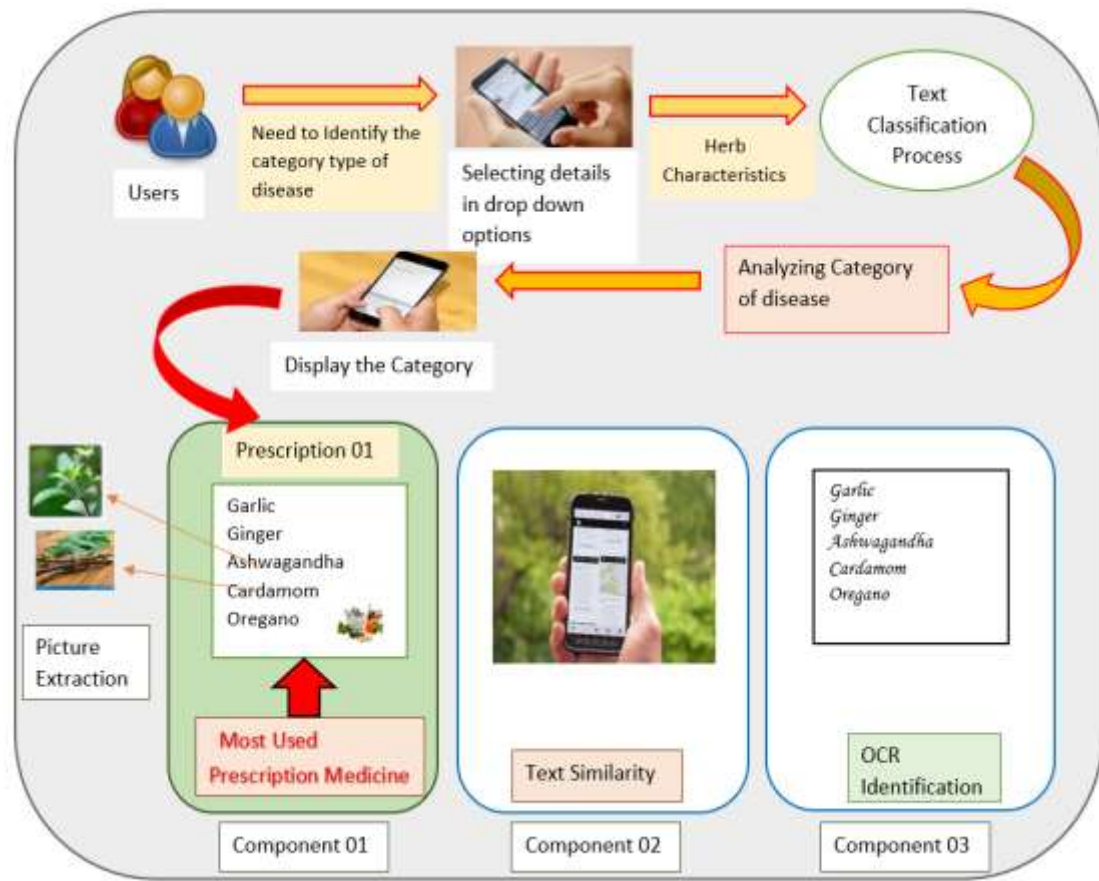 Users
Need to Identify the
category type of
disease
Selecting details
in drop down
options
Herb
Characteristics
Text
Classification
Process
Analyzing Category
of disease
Display the Category
Prescription 01
Garlic
Ginger
Ashwagandha
Cardamom
Oregano
Picture
Extraction
Most Used
Prescription Medicine
Component 01
Text Similarity
Component 02
Garlic
Ginger
Ashwagandha
Cardamom
Oregano
OCR
Identification
Component 03